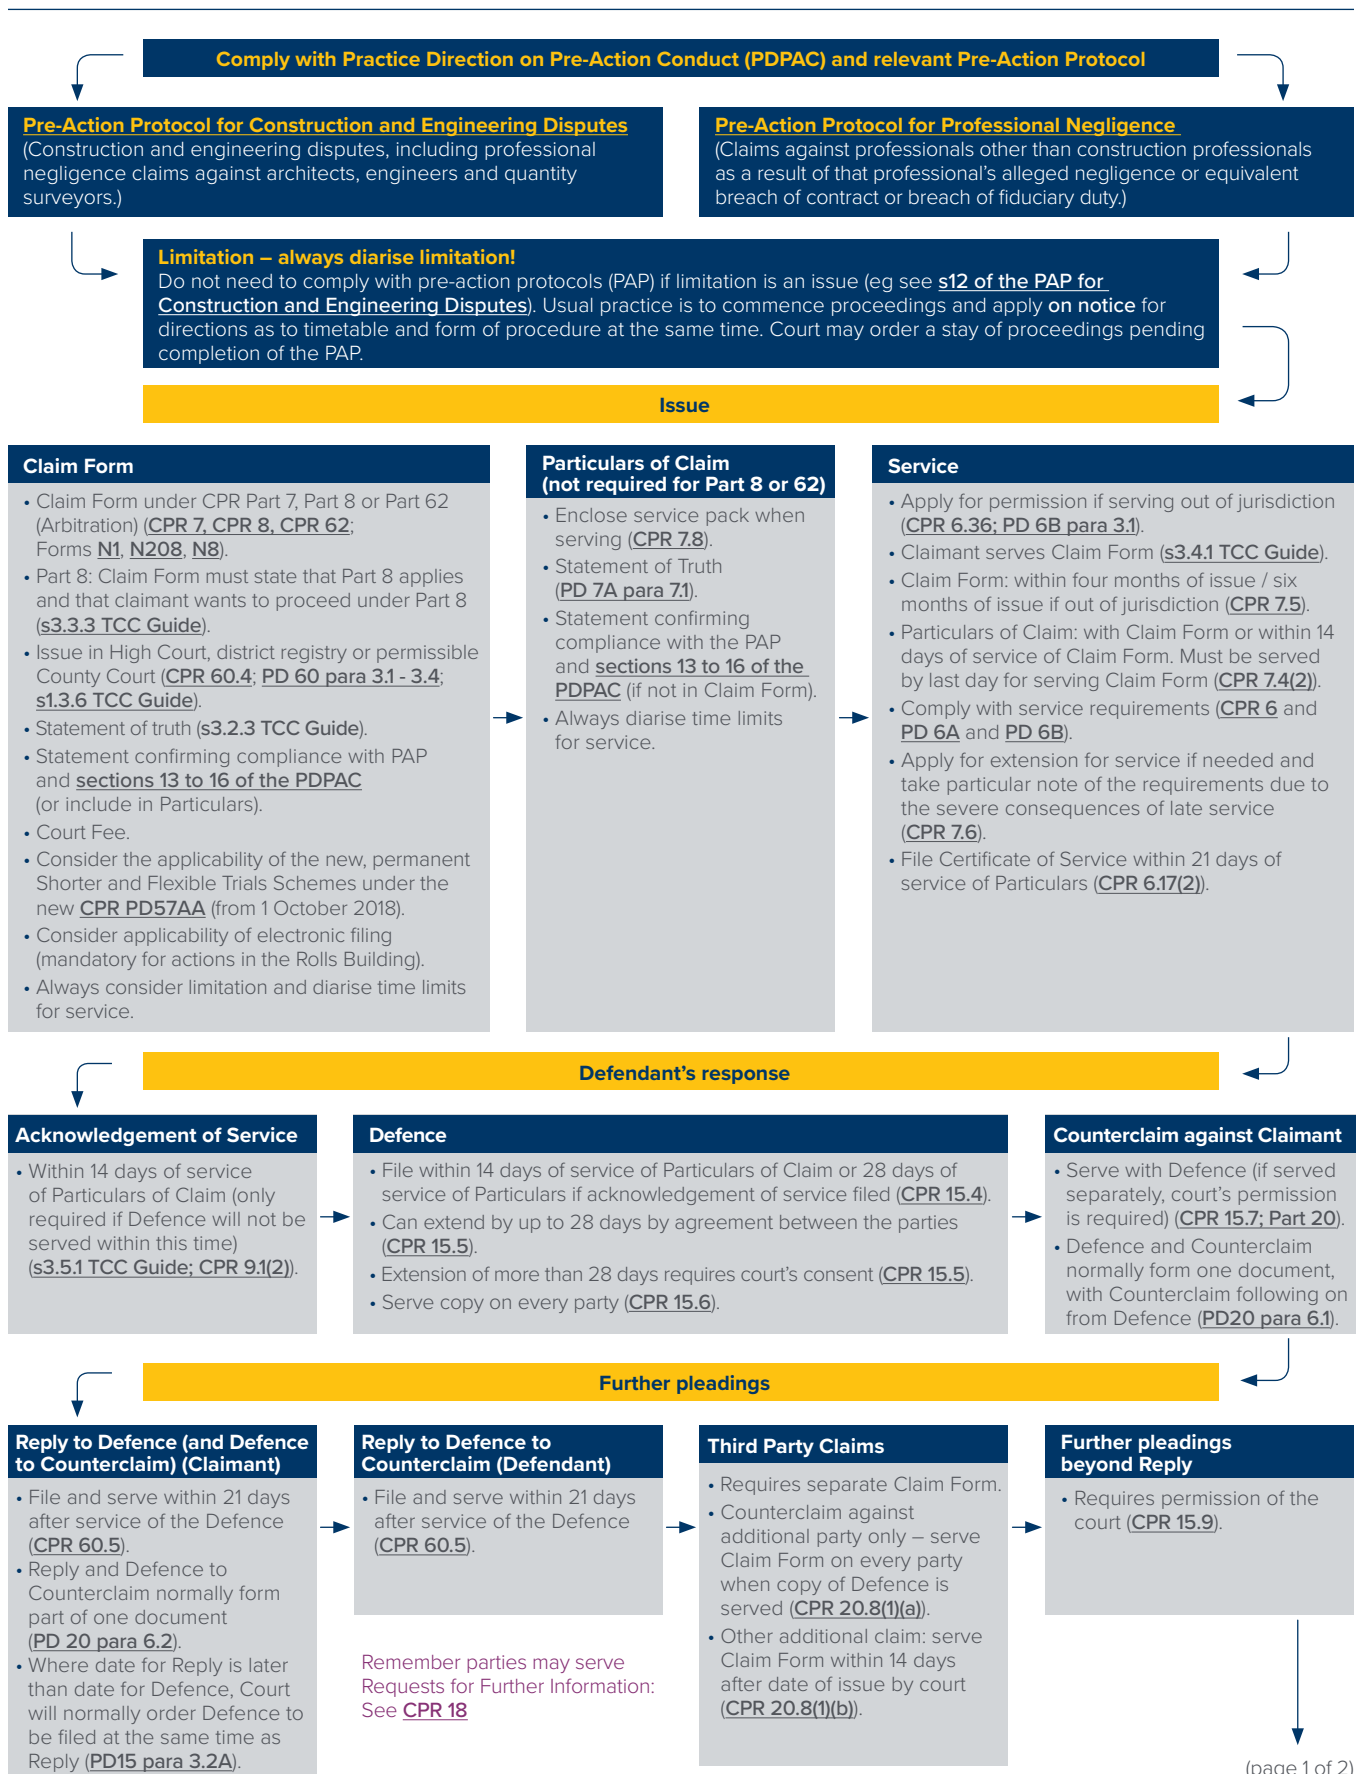 Comply with Practice Direction on Pre-Action Conduct (PDPAC) and relevant Pre-Action Protocol
Pre-Action Protocol for Construction and Engineering Disputes
(Construction and engineering disputes, including professional
negligence claims against architects, engineers and quantity
surveyors.)
Pre-Action Protocol for Professional Negligence
(Claims against professionals other than construction professionals
as a result of that professional’s alleged negligence or equivalent
breach of contract or breach of fiduciary duty.)
Limitation – always diarise limitation!
Do not need to comply with pre-action protocols (PAP) if limitation is an issue (eg see s12 of the PAP for
Construction and Engineering Disputes). Usual practice is to commence proceedings and apply on notice for
directions as to timetable and form of procedure at the same time. Court may order a stay of proceedings pending
completion of the PAP.
Issue
Claim Form
• Claim Form under CPR Part 7, Part 8 or Part 62
(Arbitration) (CPR 7, CPR 8, CPR 62;
Forms N1, N208, N8).
• Part 8: Claim Form must state that Part 8 applies
and that claimant wants to proceed under Part 8
(s3.3.3 TCC Guide).
• Issue in High Court, district registry or permissible
County Court (CPR 60.4; PD 60 para 3.1 - 3.4;
s1.3.6 TCC Guide).
• Statement of truth (s3.2.3 TCC Guide).
• Statement confirming compliance with PAP
and sections 13 to 16 of the PDPAC
(or include in Particulars).
• Court Fee.
• Consider the applicability of the new, permanent
Shorter and Flexible Trials Schemes under the
new CPR PD57AA (from 1 October 2018).
• Consider applicability of electronic filing
(mandatory for actions in the Rolls Building).
• Always consider limitation and diarise time limits
for service.
Particulars of Claim
(not required for Part 8 or 62)
• Enclose service pack when
serving (CPR 7.8).
• Statement of Truth
(PD 7A para 7.1).
• Statement confirming
compliance with the PAP
and sections 13 to 16 of the
PDPAC (if not in Claim Form).
• Always diarise time limits
for service.
Service
• Apply for permission if serving out of jurisdiction
(CPR 6.36; PD 6B para 3.1).
• Claimant serves Claim Form (s3.4.1 TCC Guide).
• Claim Form: within four months of issue / six
months of issue if out of jurisdiction (CPR 7.5).
• Particulars of Claim: with Claim Form or within 14
days of service of Claim Form. Must be served
by last day for serving Claim Form (CPR 7.4(2)).
• Comply with service requirements (CPR 6 and
PD 6A and PD 6B).
• Apply for extension for service if needed and
take particular note of the requirements due to
the severe consequences of late service
(CPR 7.6).
• File Certificate of Service within 21 days of
service of Particulars (CPR 6.17(2)).
Defendant’s response
Acknowledgement of Service
• Within 14 days of service
of Particulars of Claim (only
required if Defence will not be
served within this time)
(s3.5.1 TCC Guide; CPR 9.1(2)).
Defence
• File within 14 days of service of Particulars of Claim or 28 days of
service of Particulars if acknowledgement of service filed (CPR 15.4).
• Can extend by up to 28 days by agreement between the parties
(CPR 15.5).
• Extension of more than 28 days requires court’s consent (CPR 15.5).
• Serve copy on every party (CPR 15.6).
Counterclaim against Claimant
• Serve with Defence (if served
separately, court’s permission
is required) (CPR 15.7; Part 20).
• Defence and Counterclaim
normally form one document,
with Counterclaim following on
from Defence (PD20 para 6.1).
Further pleadings
Reply to Defence (and Defence
to Counterclaim) (Claimant)
• File and serve within 21 days
after service of the Defence
(CPR 60.5).
• Reply and Defence to
Counterclaim normally form
part of one document
(PD 20 para 6.2).
• Where date for Reply is later
than date for Defence, Court
will normally order Defence to
be filed at the same time as
Reply (PD15 para 3.2A).
Reply to Defence to
Counterclaim (Defendant)
• File and serve within 21 days
after service of the Defence
(CPR 60.5).
Remember parties may serve
Requests for Further Information:
See CPR 18
Third Party Claims
• Requires separate Claim Form.
• Counterclaim against
additional party only – serve
Claim Form on every party
when copy of Defence is
served (CPR 20.8(1)(a)).
• Other additional claim: serve
Claim Form within 14 days
after date of issue by court
(CPR 20.8(1)(b)).
Further pleadings
beyond Reply
• Requires permission of the
court (CPR 15.9).
(page 1 of 2)